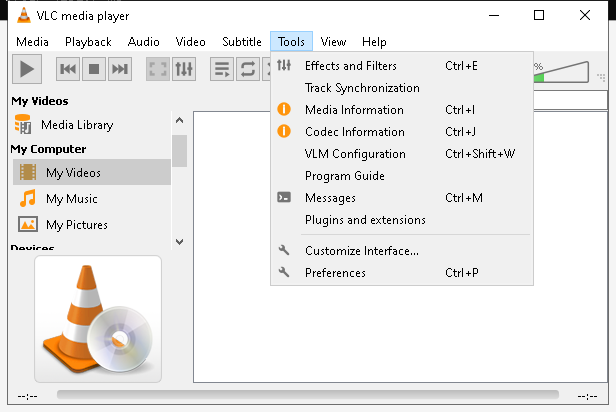 VLC media player
Media Playback Audio Video Subtitle Tools View Help
%
My Videos
Media Library
My Computer
My Videos
My Music
My Pictures
Devices
Effects and Filters Ctrl+E
Track Synchronization
Media Information Ctrl+I
Codec Information Ctrl+J
VLM Configuration Ctrl+Shift+W
Program Guide
Messages Ctrl+M
Plugins and extensions
Customize Interface...
Preferences Ctrl+P
--:-- --:--